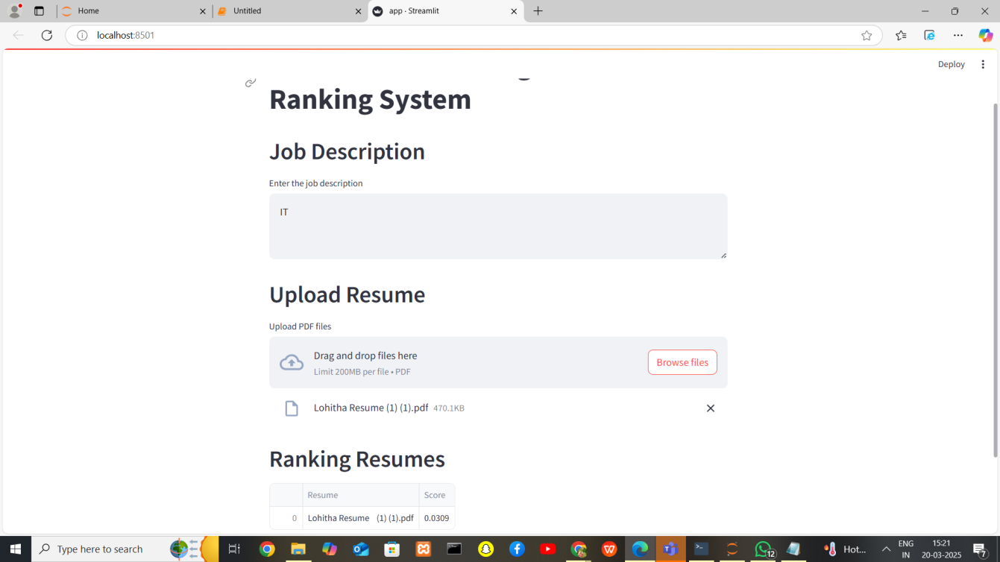 Home
Untitled
app · Streamlit
localhost:8501
Deploy
Ranking System
Job Description
Enter the job description
IT
Upload Resume
Upload PDF files
Drag and drop files here
Limit 200MB per file • PDF
Browse files
Lohitha Resume (1) (1).pdf 470.1KB
Ranking Resumes
Resume Score
0 Lohitha Resume (1) (1).pdf 0.0309
Type here to search
12
Hot...
ENG
IN
15:21
20-03-2025
7